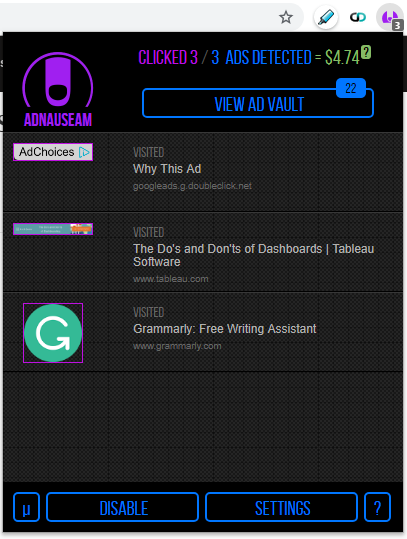 3
CLICKED 3 / 3 ADS DETECTED = $4.74 ?
22
VIEW AD VAULT
ADNAUSEAM
AdChoices
VISITED
Why This Ad
googleads.g.doubleclick.net
VISITED
The Do's and Don'ts of Dashboards | Tableau
Software
www.tableau.com
VISITED
Grammarly: Free Writing Assistant
www.grammarly.com
µ
DISABLE
SETTINGS
?